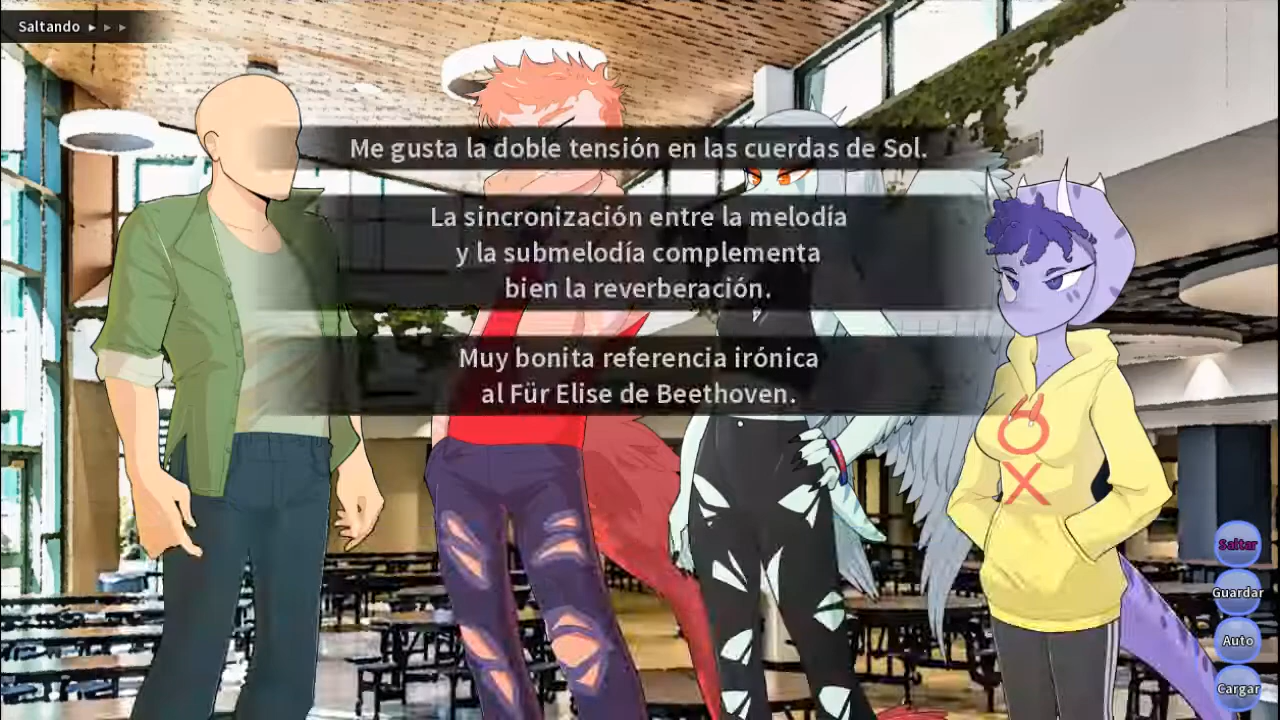 Saltando
Me gusta la doble tensión en las cuerdas de Sol.
La sincronización entre la melodía
y la submelodía complementa
bien la reverberación.
Muy bonita referencia irónica
al Für Elise de Beethoven.
Saltar
Guardar
Auto
Cargar